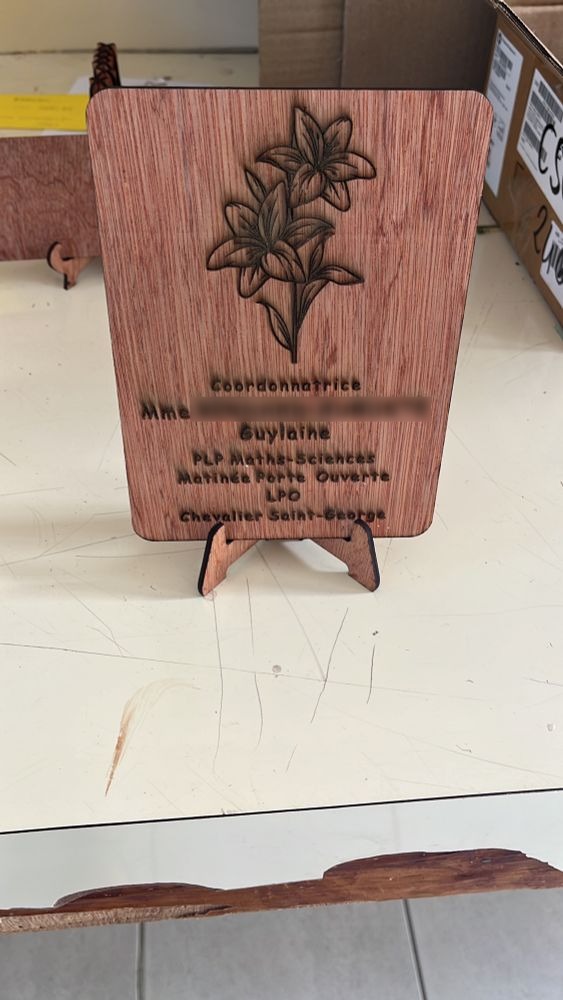 Coordonnatrice
Mme
Guylaine
PLP Maths-Sciences
Matinée Porte Ouverte
LPO
Chevalier Saint-George